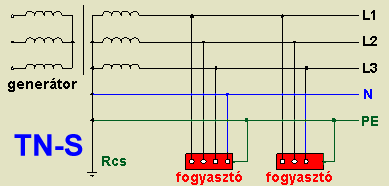 L1
L2
generátor
L3
N
TN-S
PE
Rcs
fogyasztó
fogyasztó